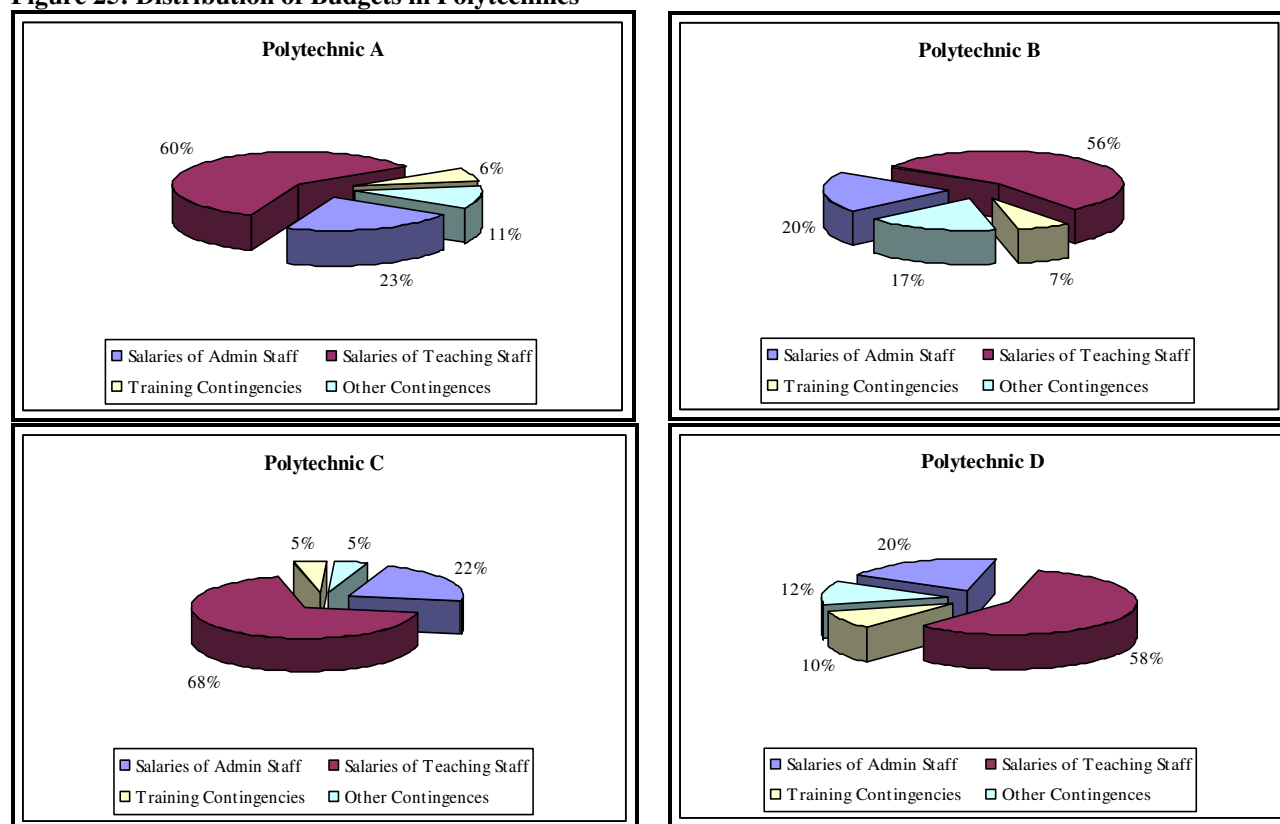 Figure 25: Distribution of Budgets in Polytechnics
Polytechnic A
60%
6%
11%
23%
Salaries of Admin Staff
Salaries of Teaching Staff
Training Contingencies
Other Contingences
Polytechnic B
56%
20%
17%
7%
Salaries of Admin Staff
Salaries of Teaching Staff
Training Contingencies
Other Contingences
Polytechnic C
5%
5%
22%
68%
Salaries of Admin Staff
Salaries of Teaching Staff
Training Contingencies
Other Contingences
Polytechnic D
20%
12%
10%
58%
Salaries of Admin Staff
Salaries of Teaching Staff
Training Contingencies
Other Contingences